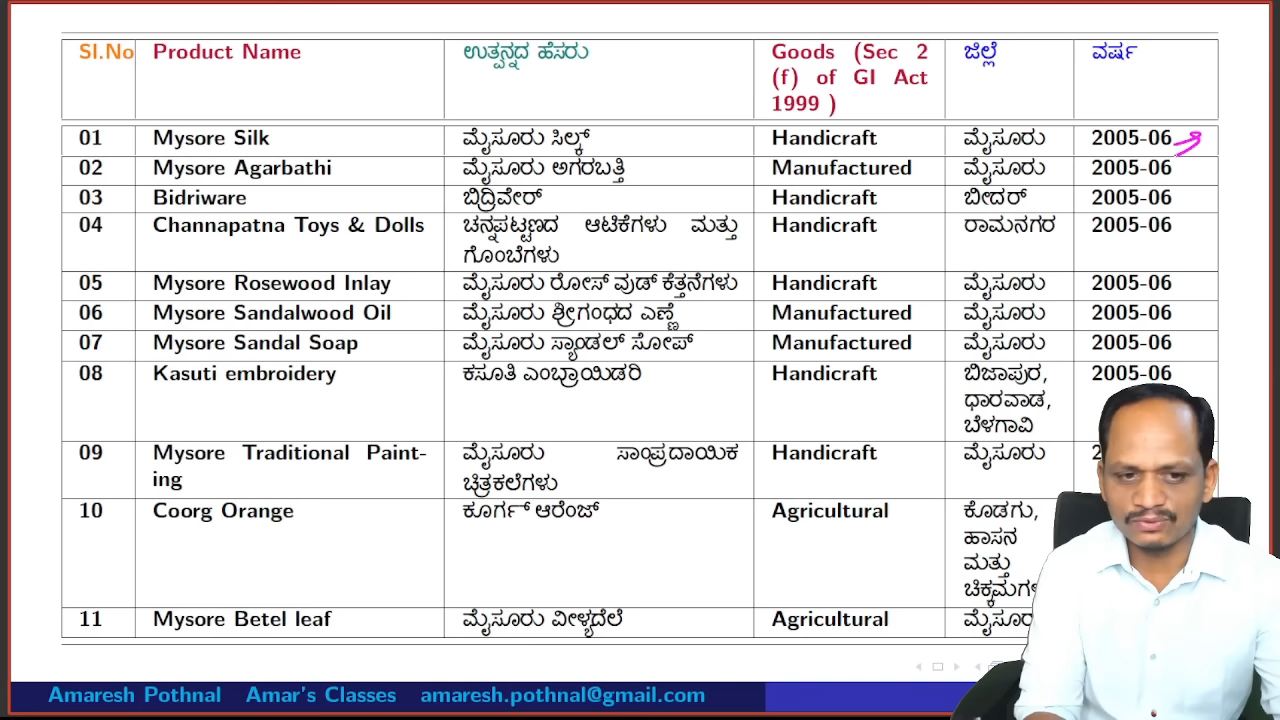 Sl.No Product Name ಉತ್ಪನ್ನದ ಹೆಸರು Goods (Sec 2 (f) of GI Act 1999 ) ಜಿಲ್ಲೆ ವರ್ಷ
01 Mysore Silk ಮೈಸೂರು ಸಿಲ್ಕ್ Handicraft ಮೈಸೂರು 2005-06
02 Mysore Agarbathi ಮೈಸೂರು ಅಗರಬತ್ತಿ Manufactured ಮೈಸೂರು 2005-06
03 Bidriware ಬಿದ್ರಿವೇರ್ Handicraft ಬೀದರ್ 2005-06
04 Channapatna Toys & Dolls ಚನ್ನಪಟ್ಟಣದ ಆಟಿಕೆಗಳು ಮತ್ತು ಗೊಂಬೆಗಳು Handicraft ರಾಮನಗರ 2005-06
05 Mysore Rosewood Inlay ಮೈಸೂರು ರೋಸ್ ವುಡ್ ಕೆತ್ತನೆಗಳು Handicraft ಮೈಸೂರು 2005-06
06 Mysore Sandalwood Oil ಮೈಸೂರು ಶ್ರೀಗಂಧದ ಎಣ್ಣೆ Manufactured ಮೈಸೂರು 2005-06
07 Mysore Sandal Soap ಮೈಸೂರು ಸ್ಯಾಂಡಲ್ ಸೋಪ್ Manufactured ಮೈಸೂರು 2005-06
08 Kasuti embroidery ಕಸೂತಿ ಎಂಬ್ರಾಯಿಡರಿ Handicraft ಬಿಜಾಪುರ, ಧಾರವಾಡ, ಬೆಳಗಾವಿ 2005-06
09 Mysore Traditional Paint-ing ಮೈಸೂರು ಸಾಂಪ್ರದಾಯಿಕ ಚಿತ್ರಕಲೆಗಳು Handicraft ಮೈಸೂರು
10 Coorg Orange ಕೂರ್ಗ್ ಆರೆಂಜ್ Agricultural ಕೊಡಗು, ಹಾಸನ ಮತ್ತು
11 Mysore Betel leaf ಮೈಸೂರು ವೀಳ್ಯದೆಲೆ Agricultural
Amaresh Pothnal Amar's Classes amaresh.pothnal@gmail.com